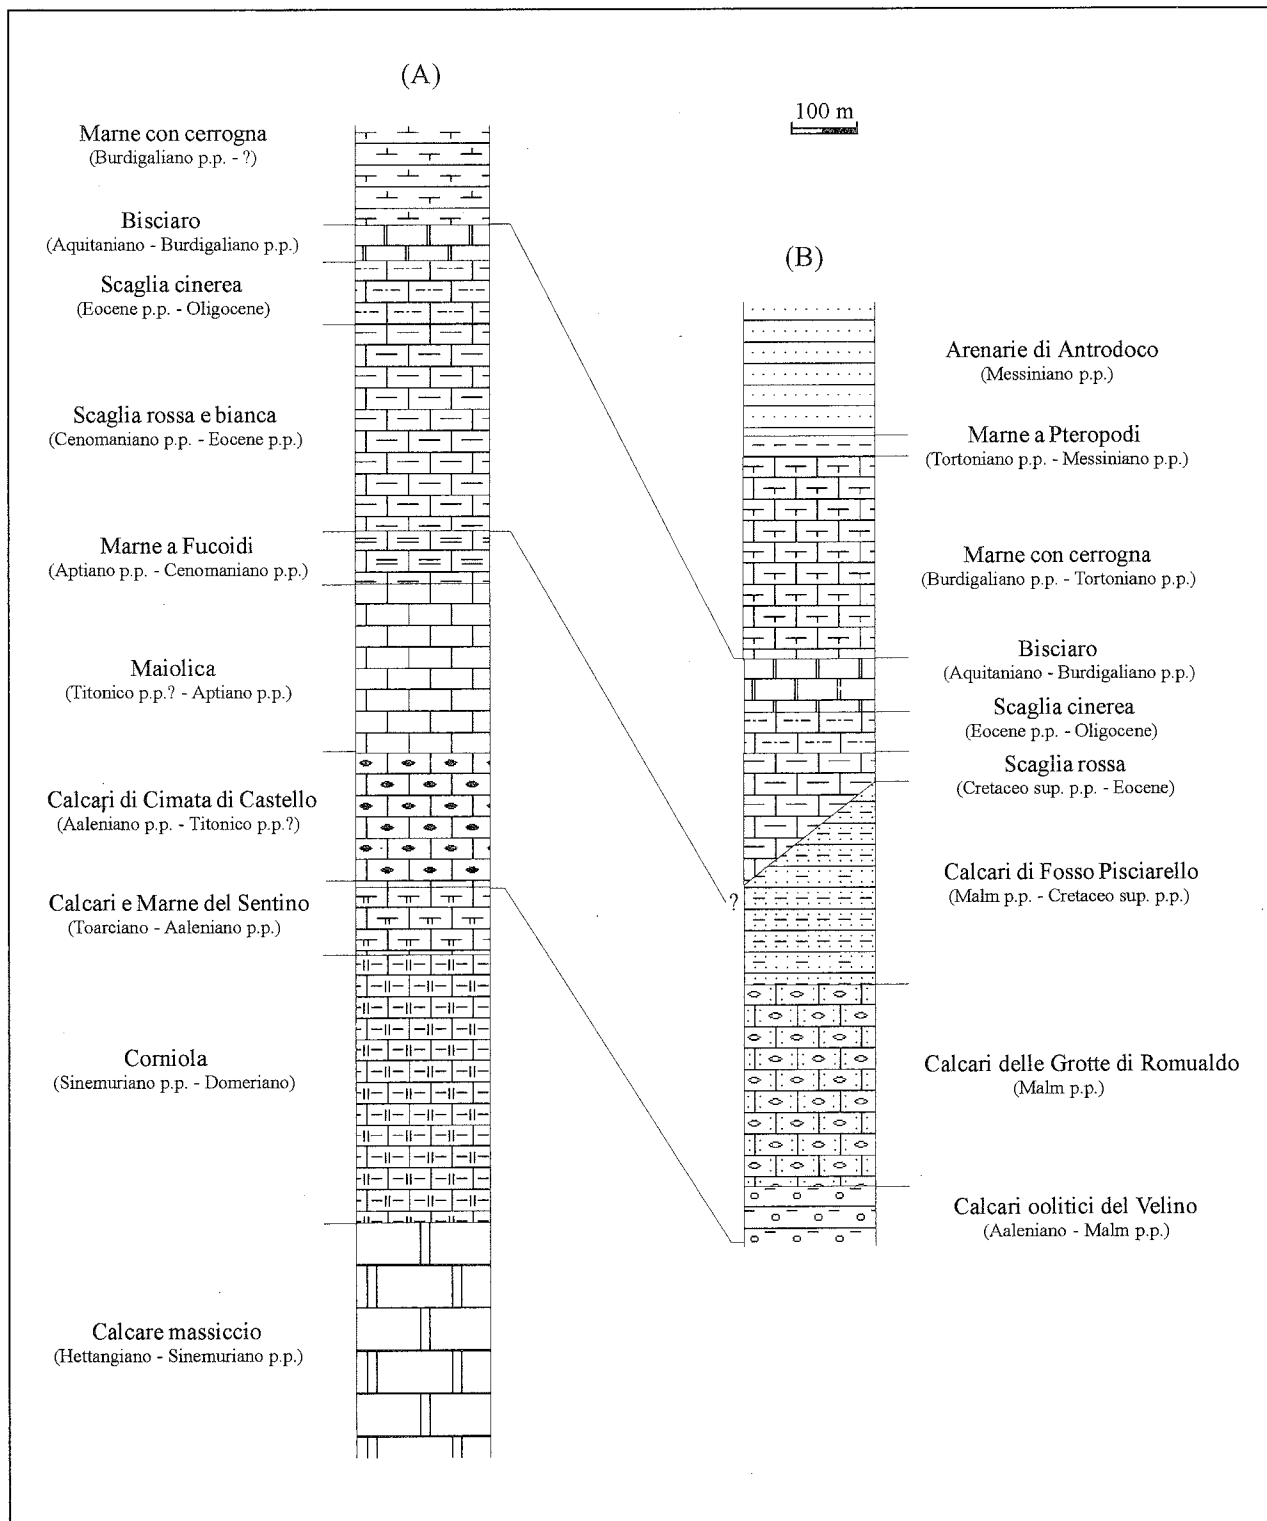 (A)
Marne con cerrogna
(Burdigaliano p.p. - ?)
Bisciaro
(Aquitaniano - Burdigaliano p.p.)
Scaglia cinerea
(Eocene p.p. - Oligocene)
Scaglia rossa e bianca
(Cenomaniano p.p. - Eocene p.p.)
Marne a Fucoidi
(Aptiano p.p. - Cenomaniano p.p.)
Maiolica
(Titonico p.p.? - Aptiano p.p.)
Calcari di Cimata di Castello
(Aaleniano p.p. - Titonico p.p.?)
Calcari e Marne del Sentino
(Toarciano - Aaleniano p.p.)
Corniola
(Sinemuriano p.p. - Domeriano)
Calcare massiccio
(Hettangiano - Sinemuriano p.p.)
100 m
(B)
Arenarie di Antrodoco
(Messiniano p.p.)
Marne a Pteropodi
(Tortoniano p.p. - Messiniano p.p.)
Marne con cerrogna
(Burdigaliano p.p. - Tortoniano p.p.)
Bisciaro
(Aquitaniano - Burdigaliano p.p.)
Scaglia cinerea
(Eocene p.p. - Oligocene)
Scaglia rossa
(Cretaceo sup. p.p. - Eocene)
Calcari di Fosso Pisciarello
(Malm p.p. - Cretaceo sup. p.p.)
?
Calcari delle Grotte di Romualdo
(Malm p.p.)
Calcari oolitici del Velino
(Aaleniano - Malm p.p.)